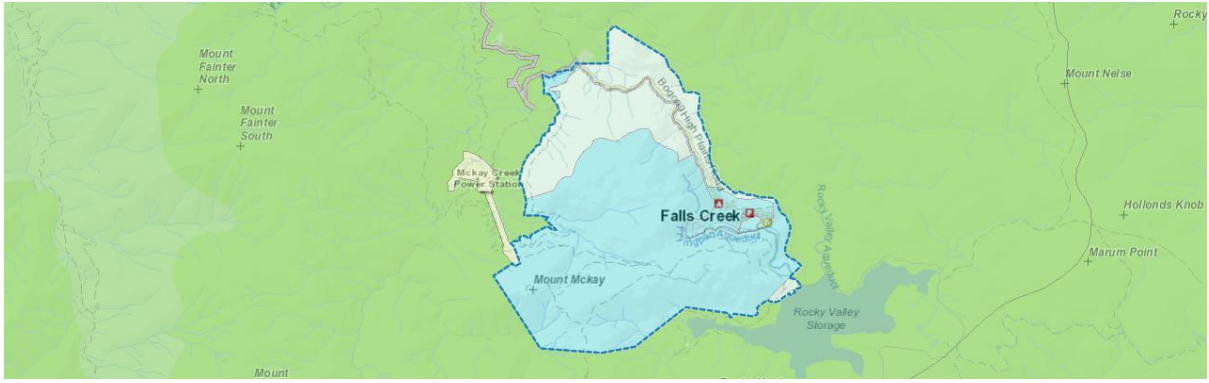 Rocky
Mount
Fainter
North
Mount Nelse
Bogong High Plains Road
Mount
Fainter
South
Mckay Creek
Power Station
Rocky Valley Aqueduct
Hollonds Knob
Falls Creek
Aqueduct
Marum Point
Mount Mckay
Rocky Valley
Storage
Mount